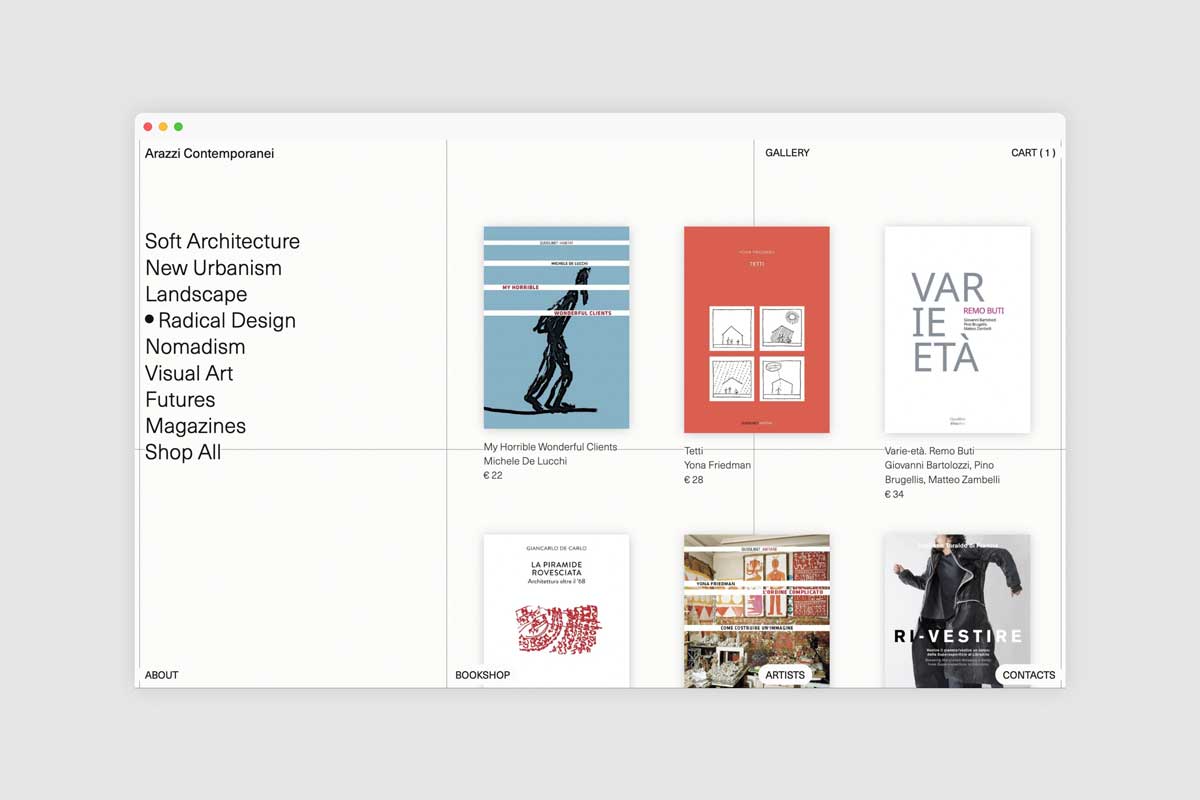 Arazzi Contemporanei
GALLERY
CART ( 1 )
Soft Architecture
New Urbanism
Landscape
Radical Design
Nomadism
Visual Art
Futures
Magazines
Shop All
MICHELE DE LUCCHI
MY HORRIBLE
WONDERFUL CLIENTS
My Horrible Wonderful Clients
Michele De Lucchi
€ 22
YONA FRIEDMAN
TETTI
Tetti
Yona Friedman
€ 28
VAR
IE
ETÀ
REMO BUTI
Giovanni Bartolozzi
Pino Brugellis
Matteo Zambelli
Varie-età. Remo Buti
Giovanni Bartolozzi, Pino
Brugellis, Matteo Zambelli
€ 34
GIANCARLO DE CARLO
LA PIRAMIDE
ROVESCIATA
Architettura oltre il '68
YONA FRIEDMAN
L'ORDINE COMPLICATO
COME COSTRUIRE UN'IMMAGINE
RI-VESTIRE
ABOUT
BOOKSHOP
ARTISTS
CONTACTS